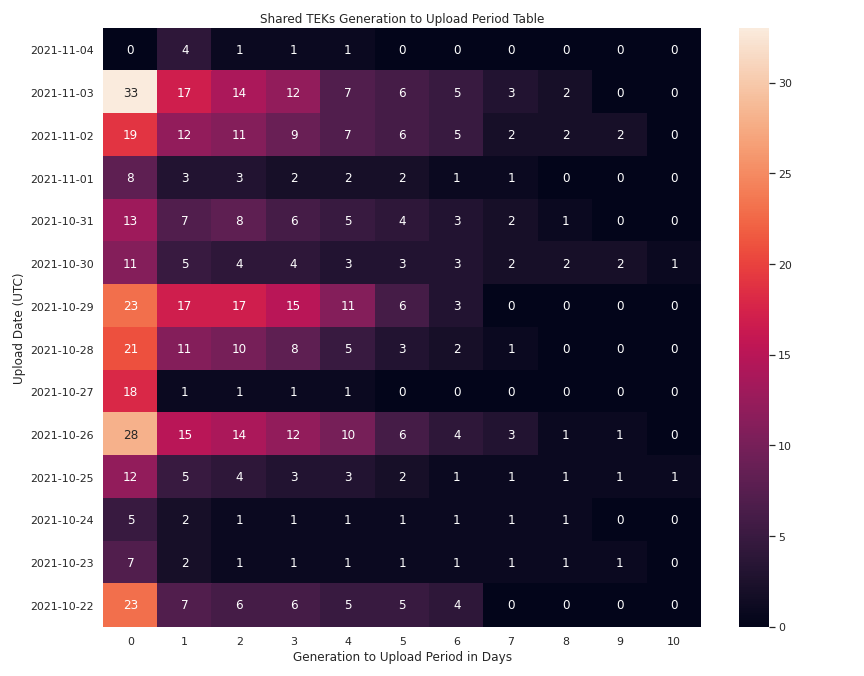 Shared TEKs Generation to Upload Period Table
Upload Date (UTC)
2021-11-04 0 4 1 1 1 0 0 0 0 0 0
2021-11-03 33 17 14 12 7 6 5 3 2 0 0
2021-11-02 19 12 11 9 7 6 5 2 2 2 0
2021-11-01 8 3 3 2 2 2 1 1 0 0 0
2021-10-31 13 7 8 6 5 4 3 2 1 0 0
2021-10-30 11 5 4 4 3 3 3 2 2 2 1
2021-10-29 23 17 17 15 11 6 3 0 0 0 0
2021-10-28 21 11 10 8 5 3 2 1 0 0 0
2021-10-27 18 1 1 1 1 0 0 0 0 0 0
2021-10-26 28 15 14 12 10 6 4 3 1 1 0
2021-10-25 12 5 4 3 3 2 1 1 1 1 1
2021-10-24 5 2 1 1 1 1 1 1 1 0 0
2021-10-23 7 2 1 1 1 1 1 1 1 1 0
2021-10-22 23 7 6 6 5 5 4 0 0 0 0
0 1 2 3 4 5 6 7 8 9 10
Generation to Upload Period in Days
30
25
20
15
10
5
0